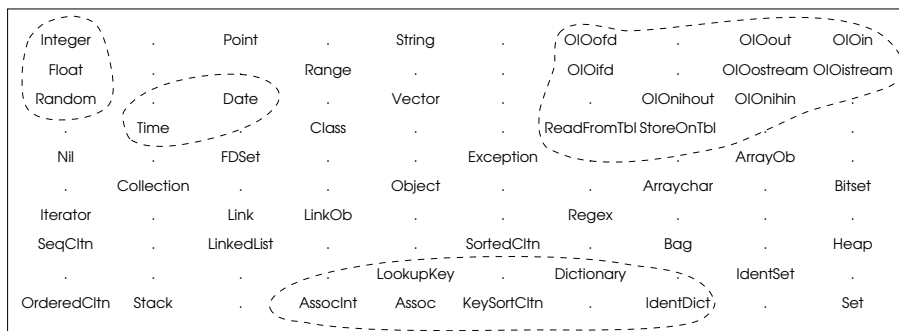 Integer . Point . String . OIOofd . OIOout OIOin
Float . . Range . . OIOifd . OIOostream OIOistream
Random . Date . Vector . . OIOnihout OIOnihin .
. Time . Class . . ReadFromTbl StoreOnTbl . .
Nil . FDSet . . Exception . . ArrayOb .
. Collection . . Object . . Arraychar . Bitset
Iterator . Link LinkOb . . Regex . . .
SeqCltn . LinkedList . . SortedCltn . Bag . Heap
. . . . LookupKey . Dictionary . IdentSet .
OrderedCltn Stack . AssocInt Assoc KeySortCltn . IdentDict . Set